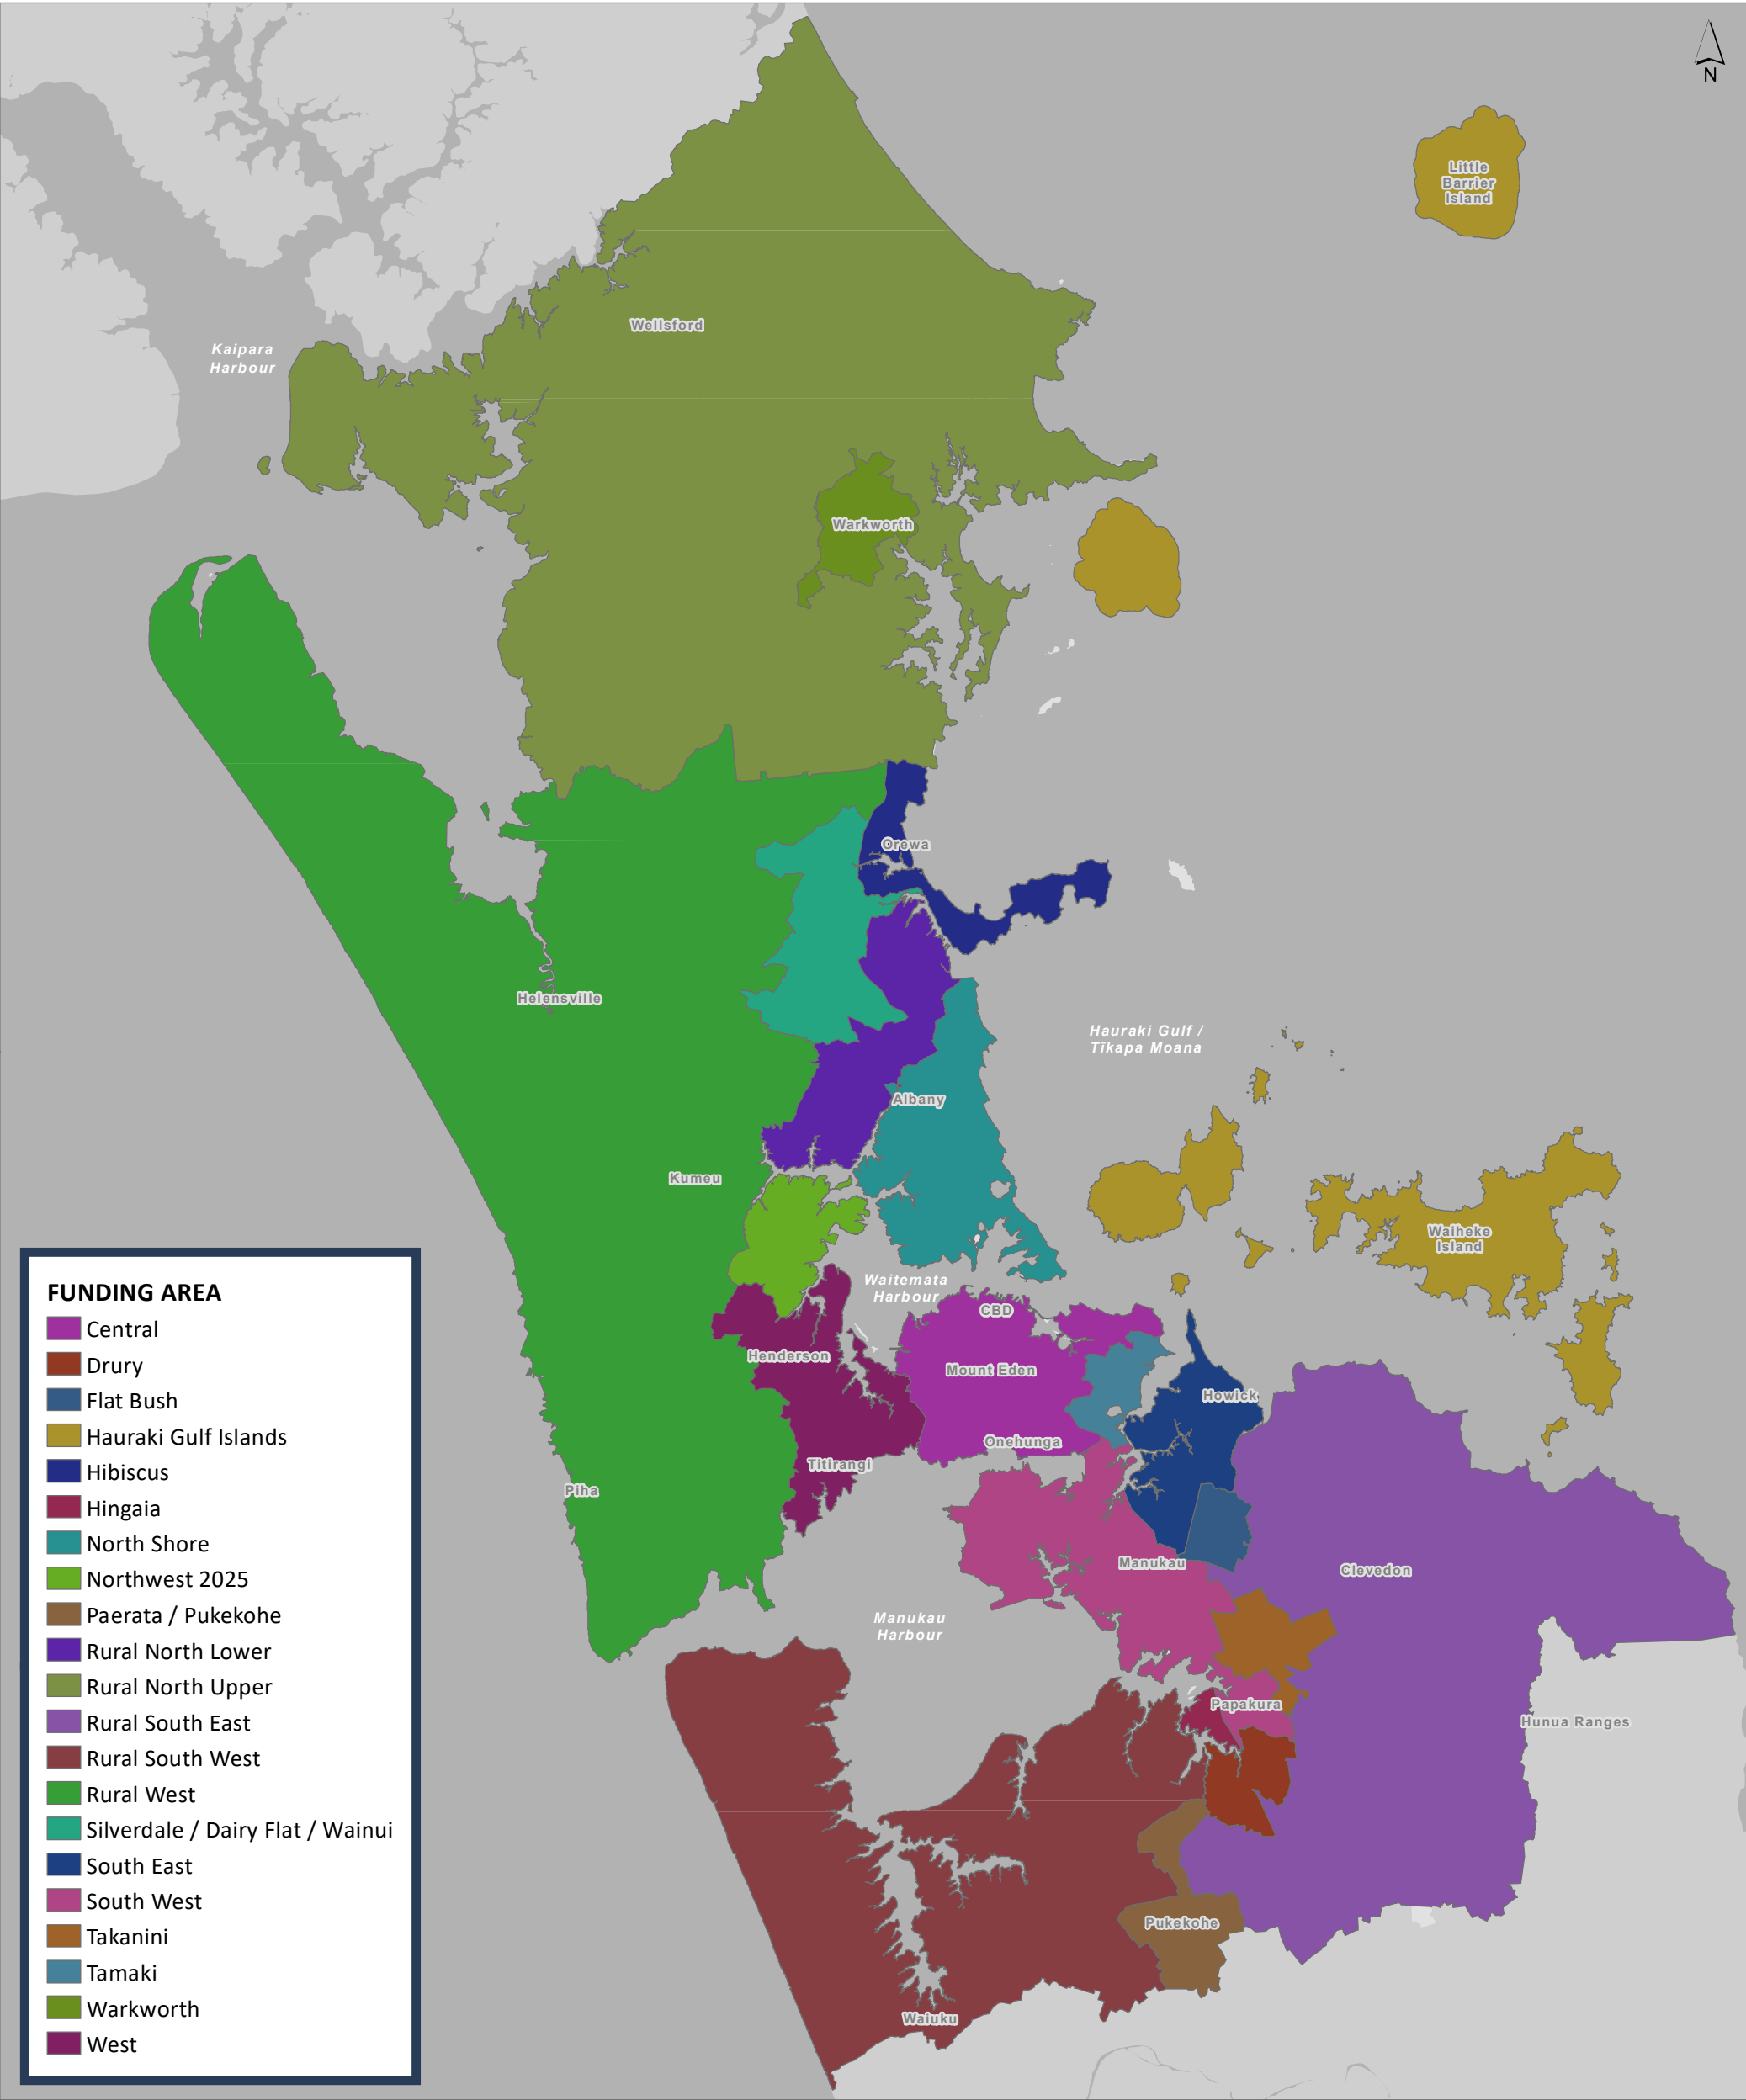 N
Little
Barrier
Island
Wellsford
Kaipara
Harbour
Warkworth
Orewa
Helensville
Hauraki Gulf /
Tikapa Moana
Albany
Kumeu
Waiheke
Island
Waitemata
Harbour
CBD
Henderson
Mount Eden
Howick
Onehunga
Titirangi
Piha
Manukau
Clevedon
Manukau
Harbour
Papakura
Hunua Ranges
Pukekohe
Waiuku
FUNDING AREA
Central
Drury
Flat Bush
Hauraki Gulf Islands
Hibiscus
Hingaia
North Shore
Northwest 2025
Paerata / Pukekohe
Rural North Lower
Rural North Upper
Rural South East
Rural South West
Rural West
Silverdale / Dairy Flat / Wainui
South East
South West
Takanini
Tamaki
Warkworth
West